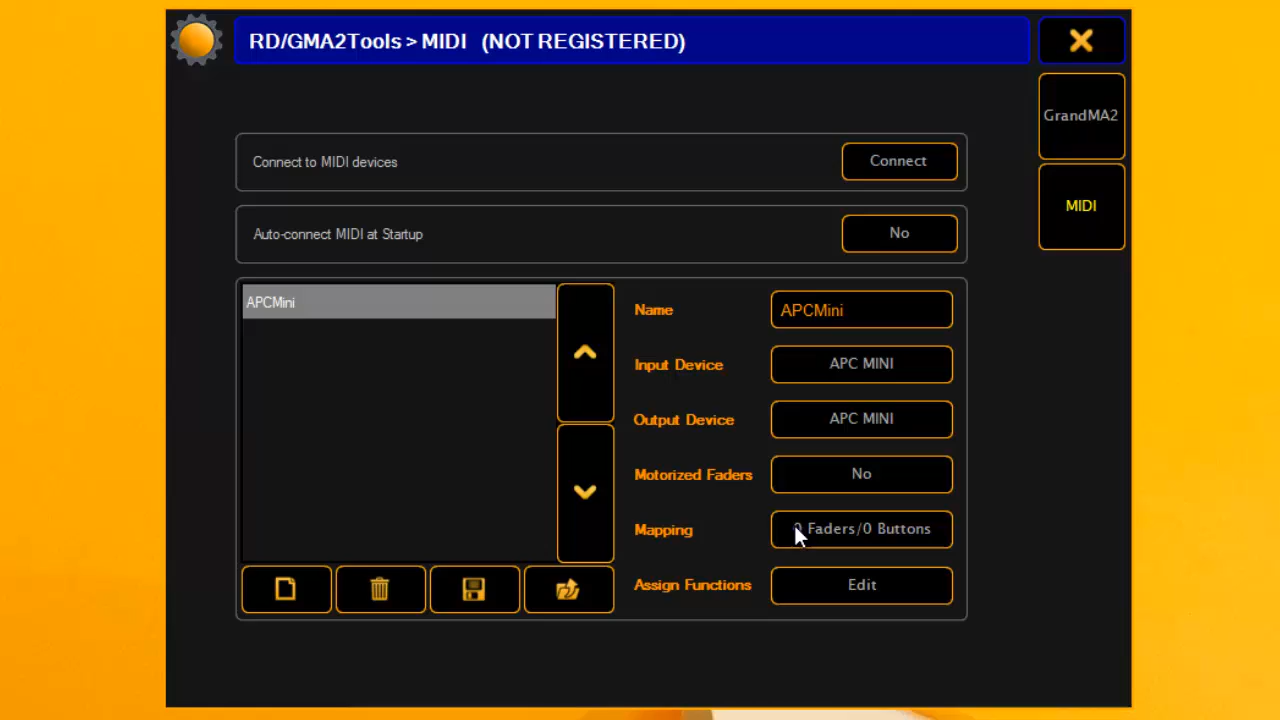 RD/GMA2Tools > MIDI (NOT REGISTERED)
GrandMA2
MIDI
Connect to MIDI devices
Connect
Auto-connect MIDI at Startup
No
APCMini
Name
APCMini
Input Device
APC MINI
Output Device
APC MINI
Motorized Faders
No
Mapping
0 Faders/0 Buttons
Assign Functions
Edit